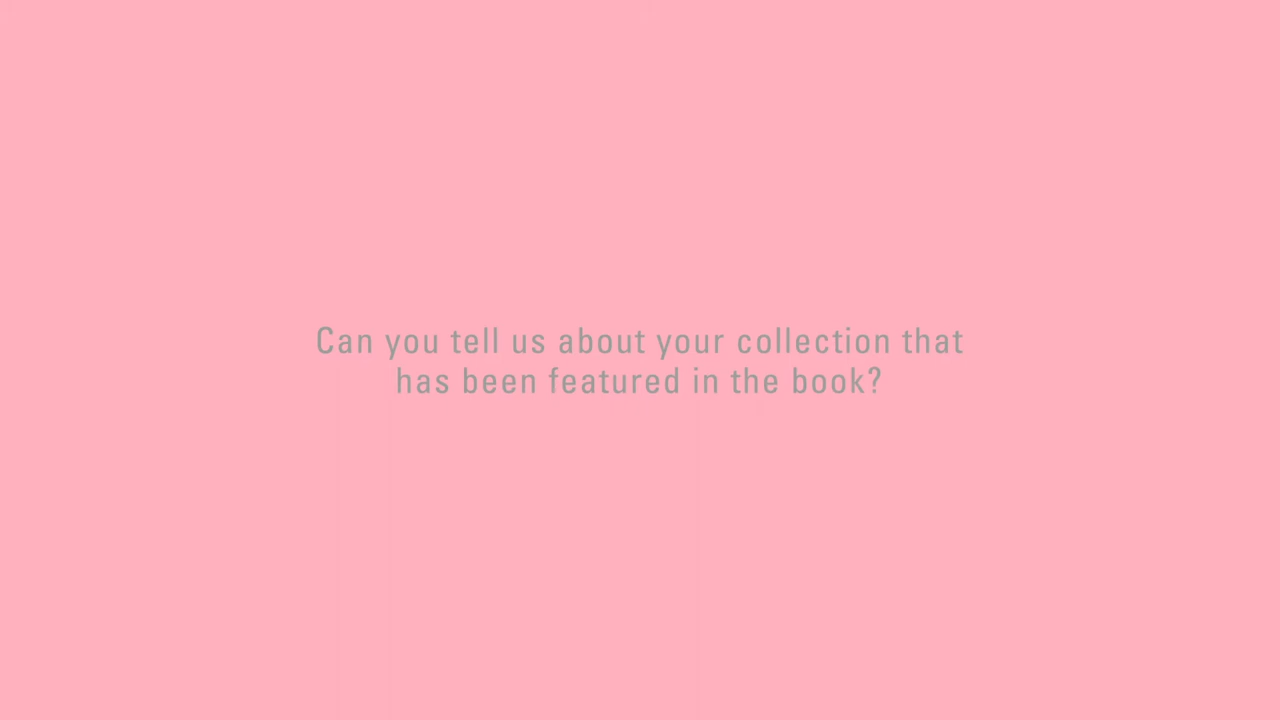 Can you tell us about your collection that
has been featured in the book?